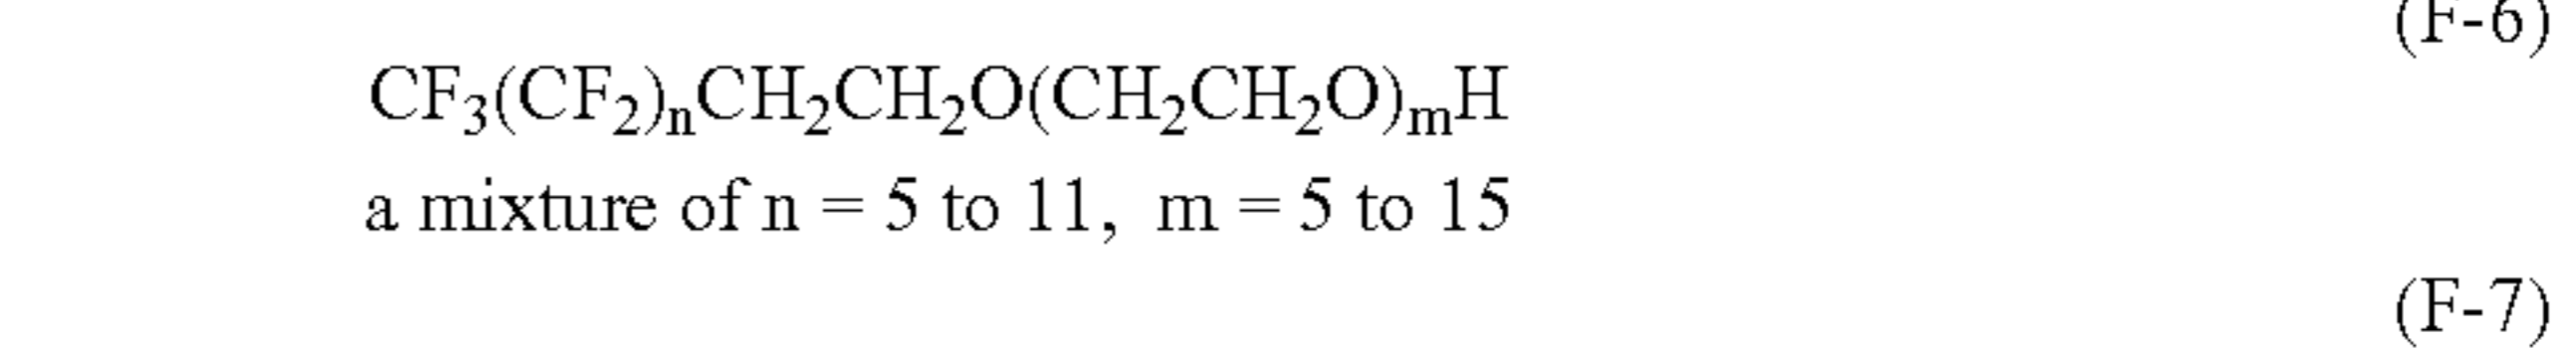 (F-6)
CF₃(CF₂)ₙCH₂CH₂O(CH₂CH₂O)ₘH
a mixture of n = 5 to 11, m = 5 to 15
(F-7)